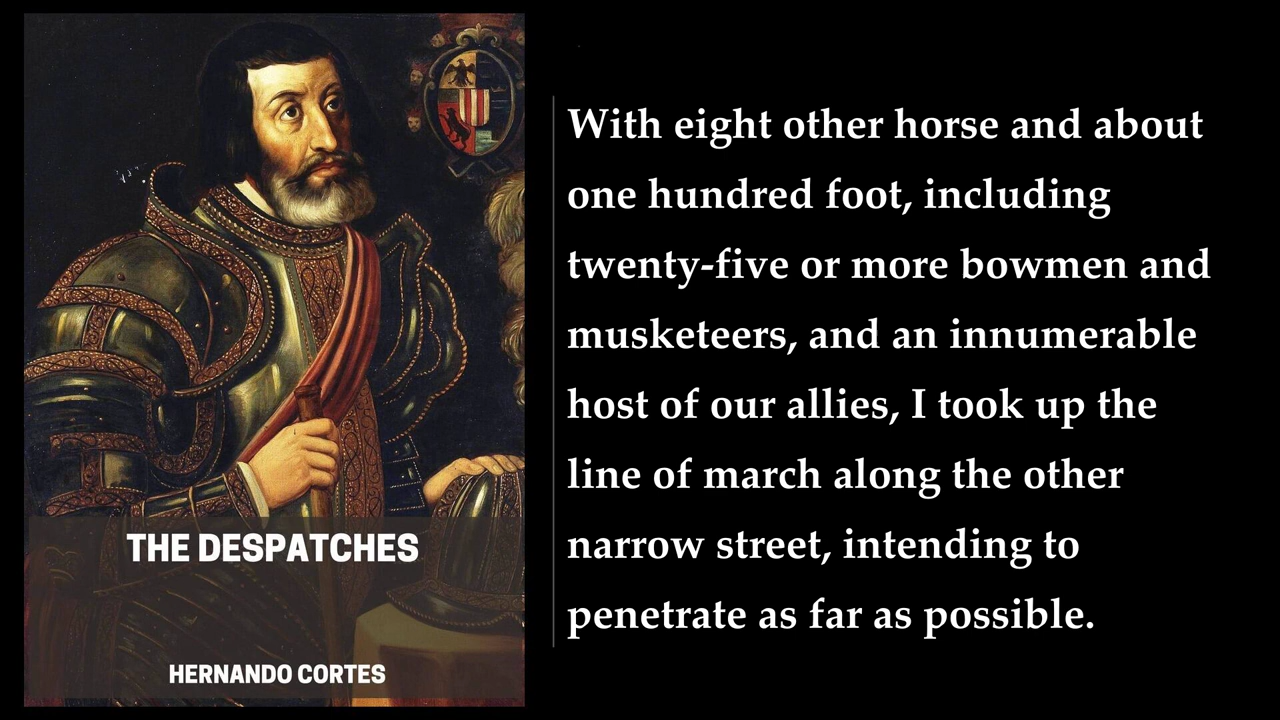 THE DESPATCHES
HERNANDO CORTES
With eight other horse and about
one hundred foot, including
twenty-five or more bowmen and
musketeers, and an innumerable
host of our allies, I took up the
line of march along the other
narrow street, intending to
penetrate as far as possible.